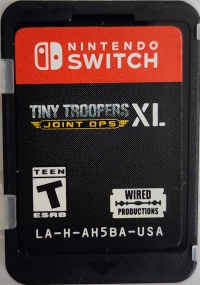 NINTENDO
SWITCH
TINY TROOPERS
JOINT OPS XL
TEEN
T
ESRB
WIRED
PRODUCTIONS
LA-H-AH5BA-USA